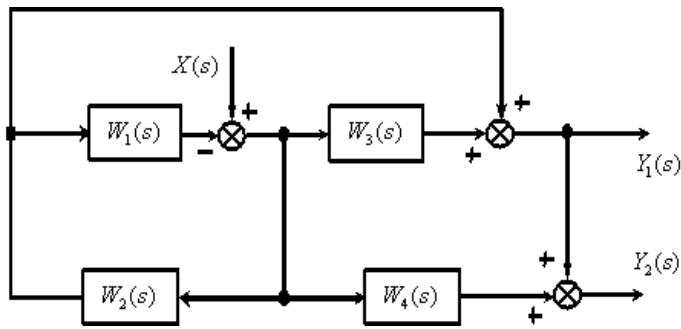 +
X(s)
+
W₁(s)
−
W₃(s)
+
Y₁(s)
+
Y₂(s)
W₂(s)
W₄(s)
+